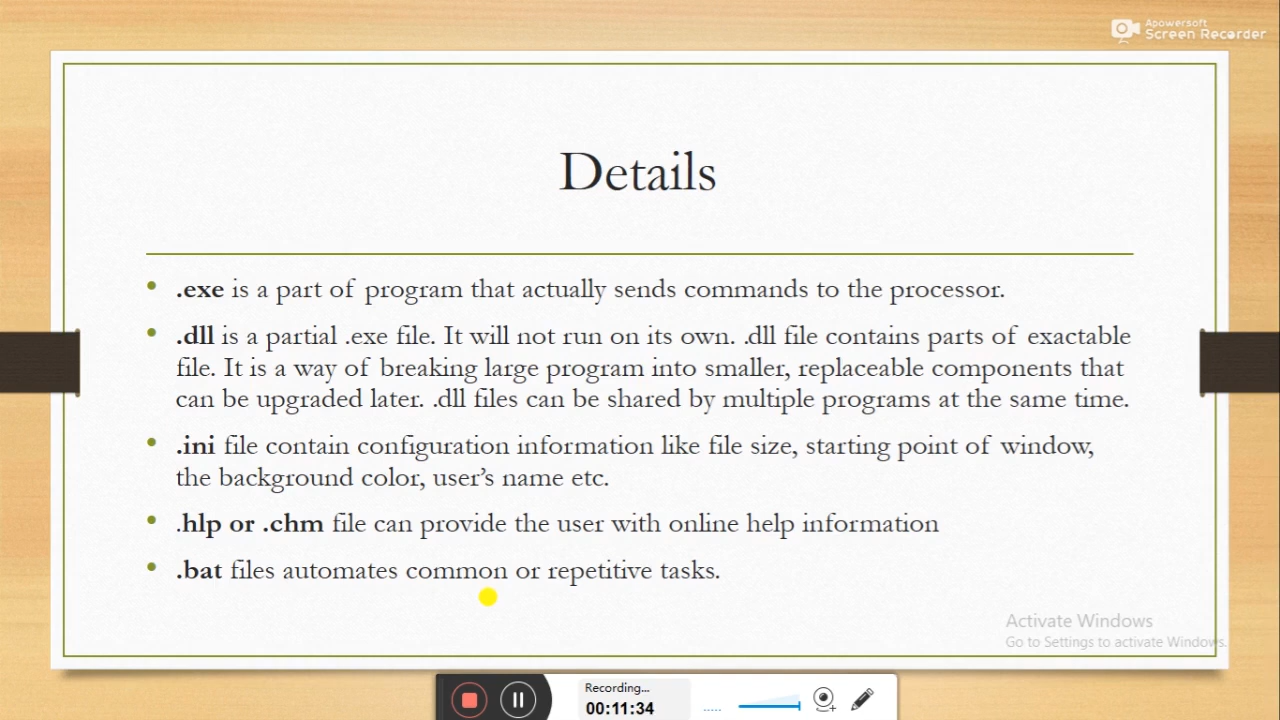 Apowersoft
Screen Recorder
Details
• .exe is a part of program that actually sends commands to the processor.
• .dll is a partial .exe file. It will not run on its own. .dll file contains parts of exactable
file. It is a way of breaking large program into smaller, replaceable components that
can be upgraded later. .dll files can be shared by multiple programs at the same time.
• .ini file contain configuration information like file size, starting point of window,
the background color, user’s name etc.
• .hlp or .chm file can provide the user with online help information
• .bat files automates common or repetitive tasks.
Activate Windows
Go to Settings to activate Windows.
Recording...
00:11:34